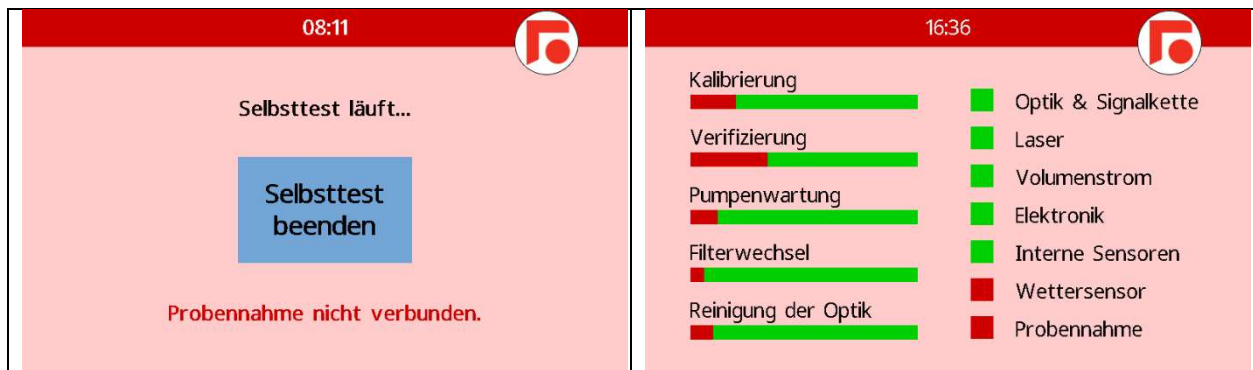 08:11
Selbsttest läuft...
Selbsttest
beenden
Probennahme nicht verbunden.
16:36
Kalibrierung
Verifizierung
Pumpenwartung
Filterwechsel
Reinigung der Optik
Optik & Signalkette
Laser
Volumenstrom
Elektronik
Interne Sensoren
Wettersensor
Probennahme